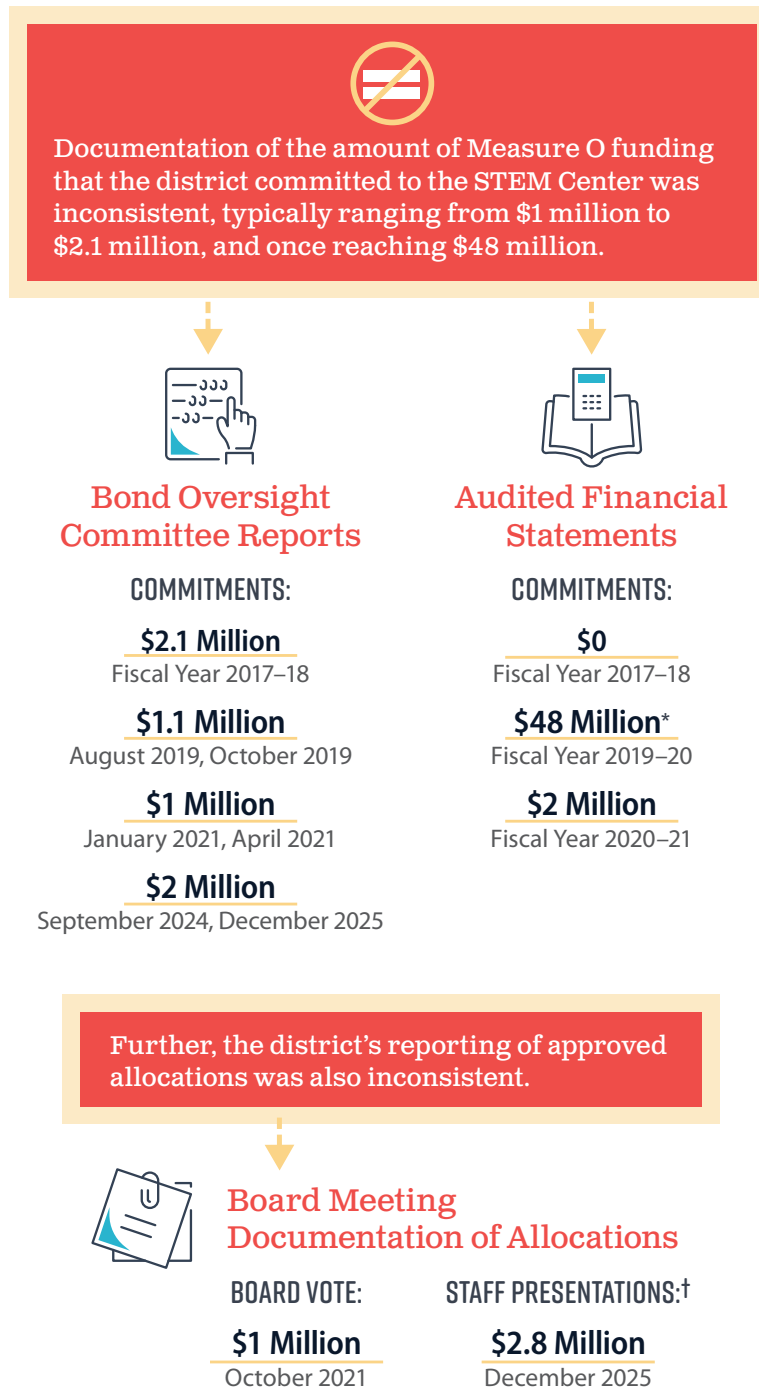 Documentation of the amount of Measure O funding
that the district committed to the STEM Center was
inconsistent, typically ranging from $1 million to
$2.1 million, and once reaching $48 million.
Bond Oversight
Committee Reports
COMMITMENTS:
$2.1 Million
Fiscal Year 2017–18
$1.1 Million
August 2019, October 2019
$1 Million
January 2021, April 2021
$2 Million
September 2024, December 2025
Audited Financial
Statements
COMMITMENTS:
$0
Fiscal Year 2017–18
$48 Million*
Fiscal Year 2019–20
$2 Million
Fiscal Year 2020–21
Further, the district’s reporting of approved
allocations was also inconsistent.
Board Meeting
Documentation of Allocations
BOARD VOTE:
$1 Million
October 2021
STAFF PRESENTATIONS:†
$2.8 Million
December 2025